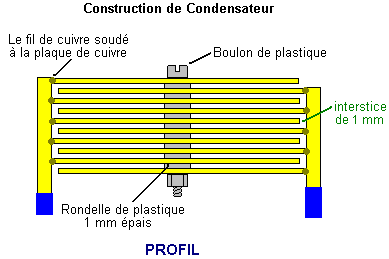 Construction de Condensateur
Le fil de cuivre soudé
à la plaque de cuivre
Boulon de plastique
interstice
de 1 mm
Rondelle de plastique
1 mm épais
PROFIL